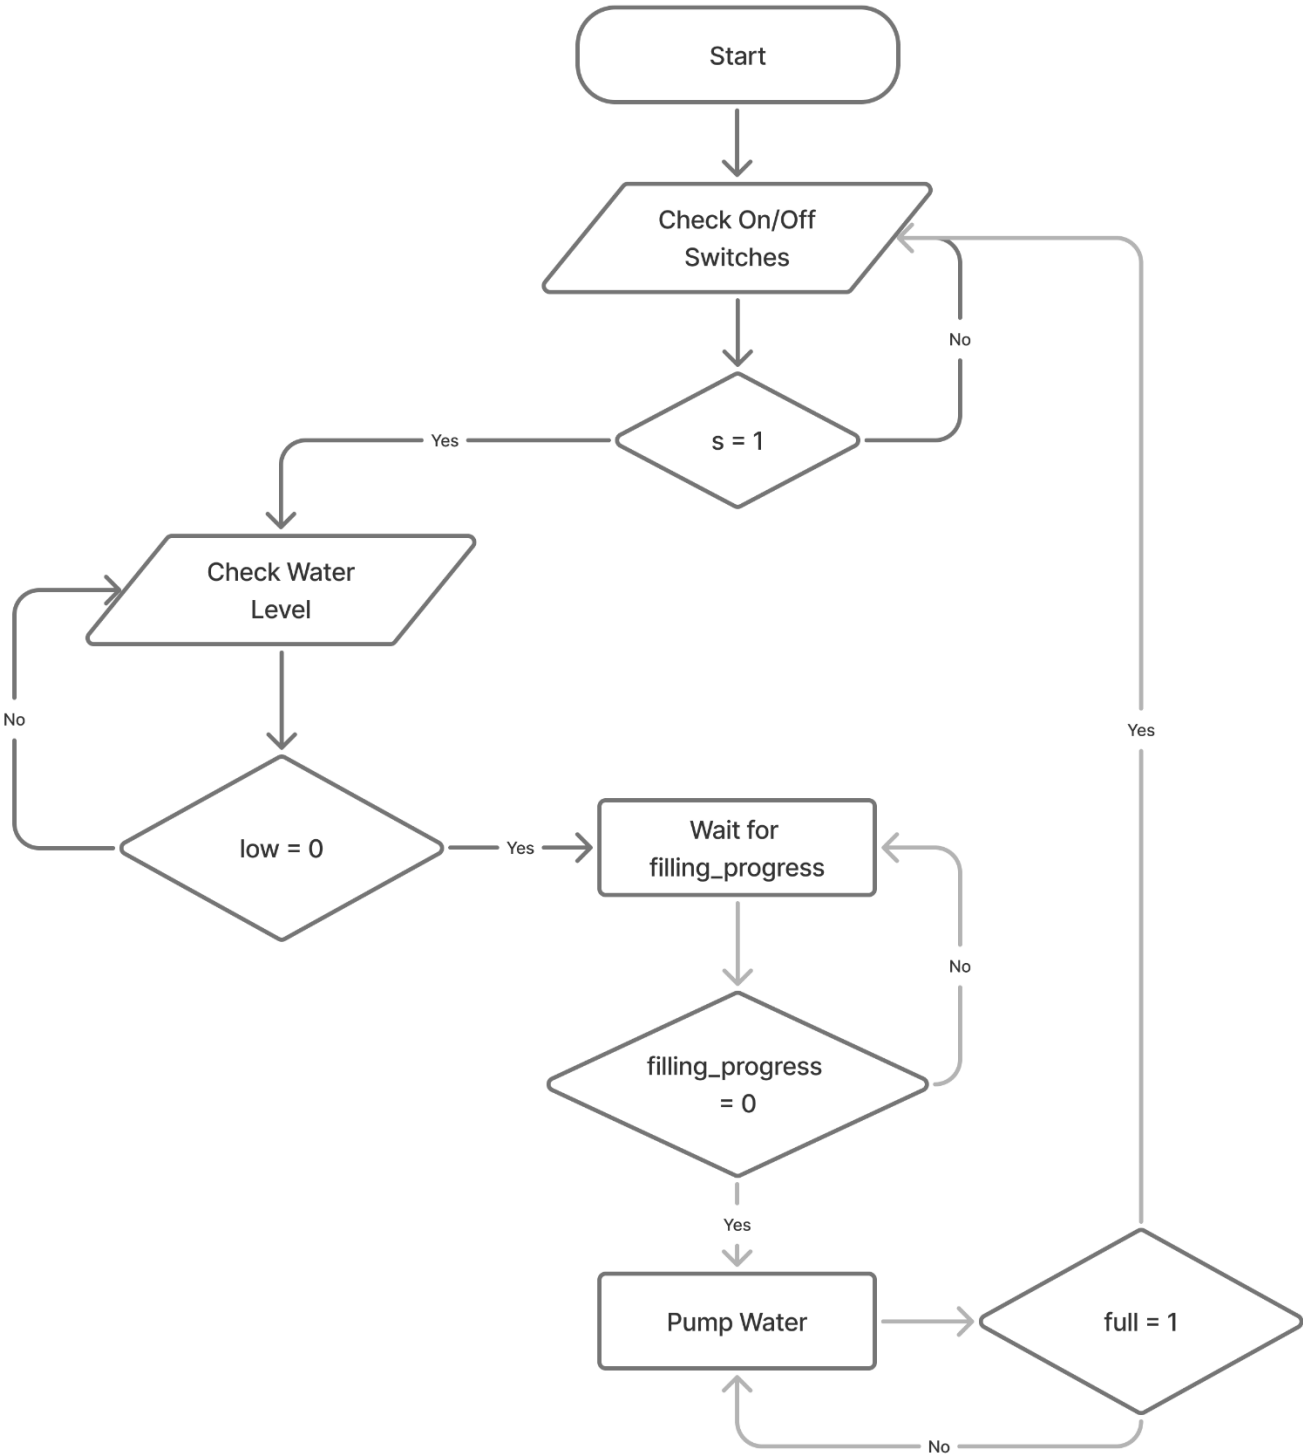 Start
Check On/Off
Switches
No
s = 1
Yes
Check Water
Level
No
Yes
low = 0
Yes
Wait for
filling_progress
No
filling_progress
= 0
Yes
Pump Water
full = 1
No